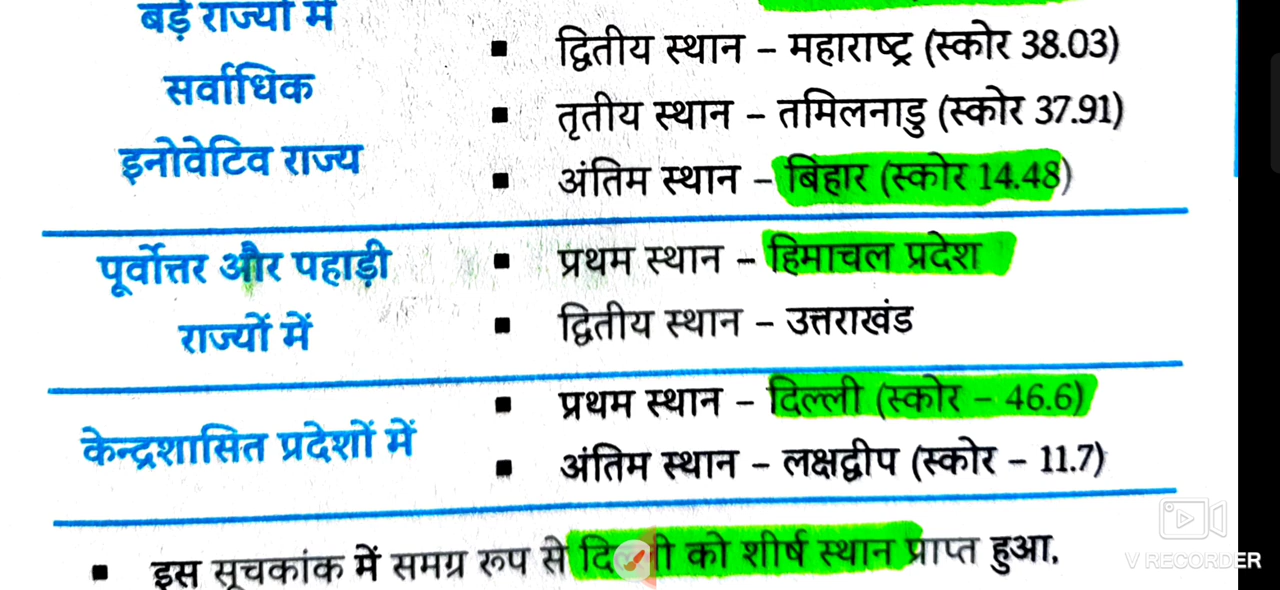 बड़े राज्यों में
सर्वाधिक
इनोवेटिव राज्य
▪ द्वितीय स्थान – महाराष्ट्र (स्कोर 38.03)
▪ तृतीय स्थान – तमिलनाडु (स्कोर 37.91)
▪ अंतिम स्थान – बिहार (स्कोर 14.48)
पूर्वोत्तर और पहाड़ी
राज्यों में
▪ प्रथम स्थान – हिमाचल प्रदेश
▪ द्वितीय स्थान – उत्तराखंड
केन्द्रशासित प्रदेशों में
▪ प्रथम स्थान – दिल्ली (स्कोर – 46.6)
▪ अंतिम स्थान – लक्षद्वीप (स्कोर – 11.7)
▪ इस सूचकांक में समग्र रूप से दिल्ली को शीर्ष स्थान प्राप्त हुआ.
V RECORDER